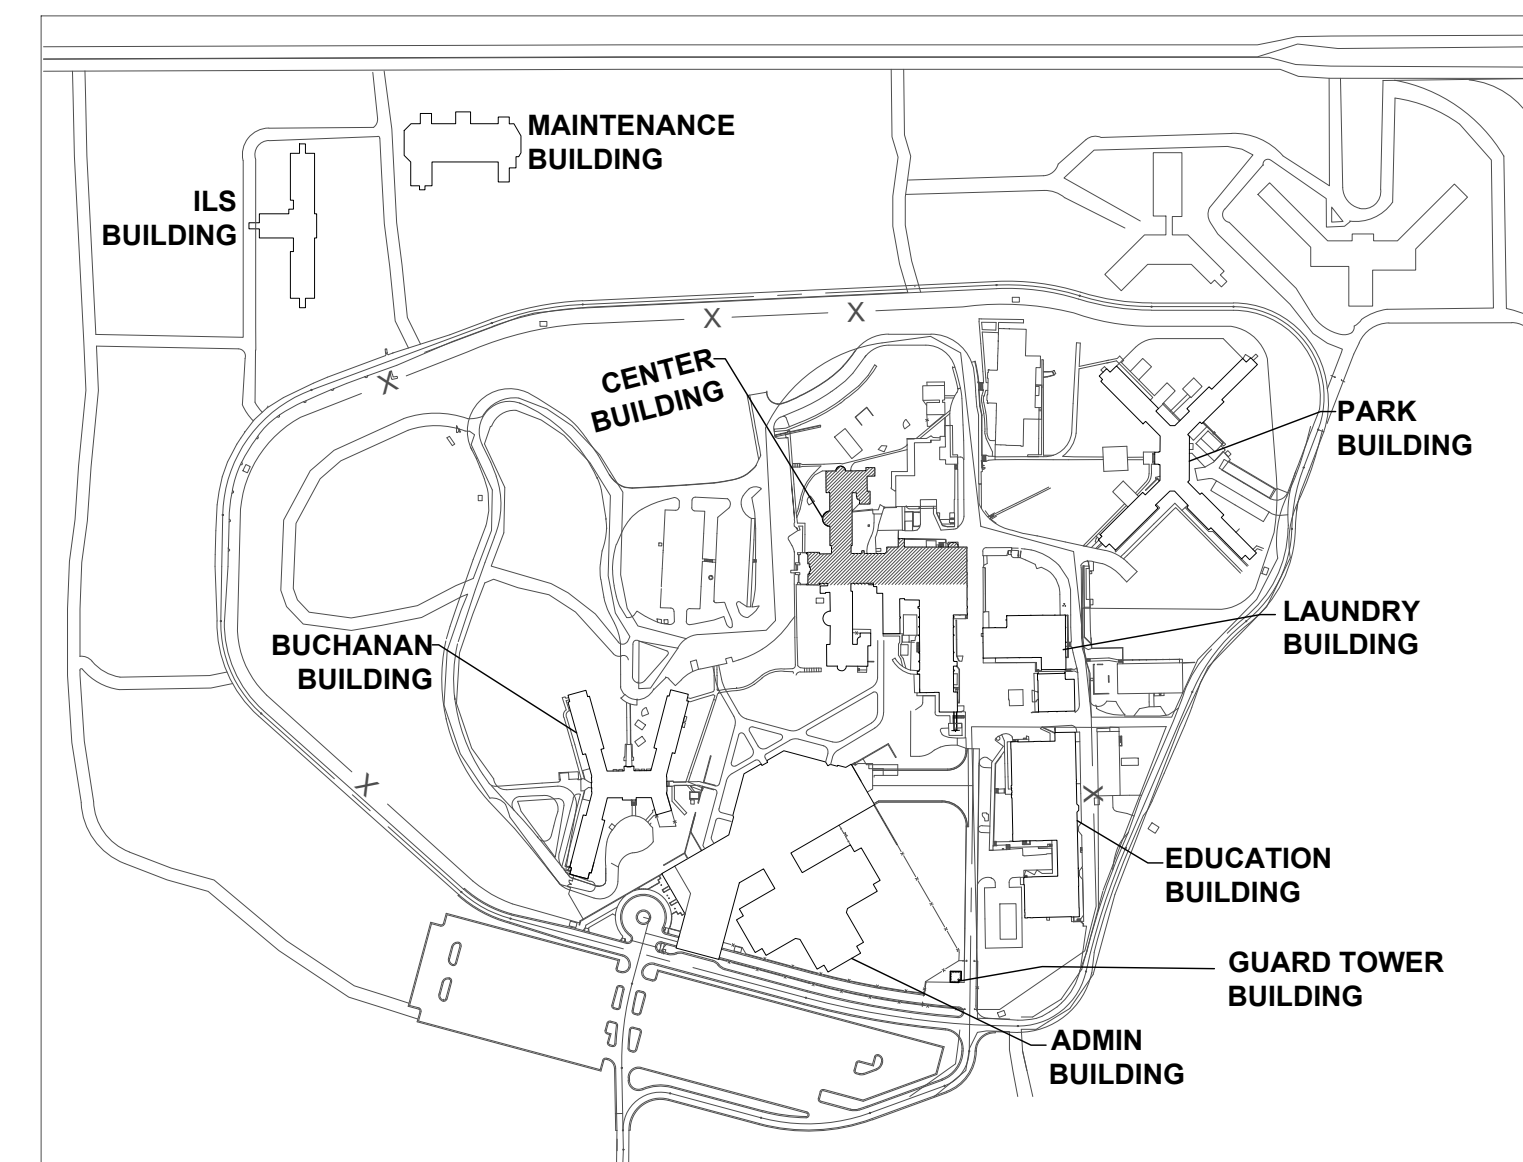 MAINTENANCE
BUILDING
ILS
BUILDING
CENTER
BUILDING
PARK
BUILDING
LAUNDRY
BUILDING
BUCHANAN
BUILDING
EDUCATION
BUILDING
GUARD TOWER
BUILDING
ADMIN
BUILDING